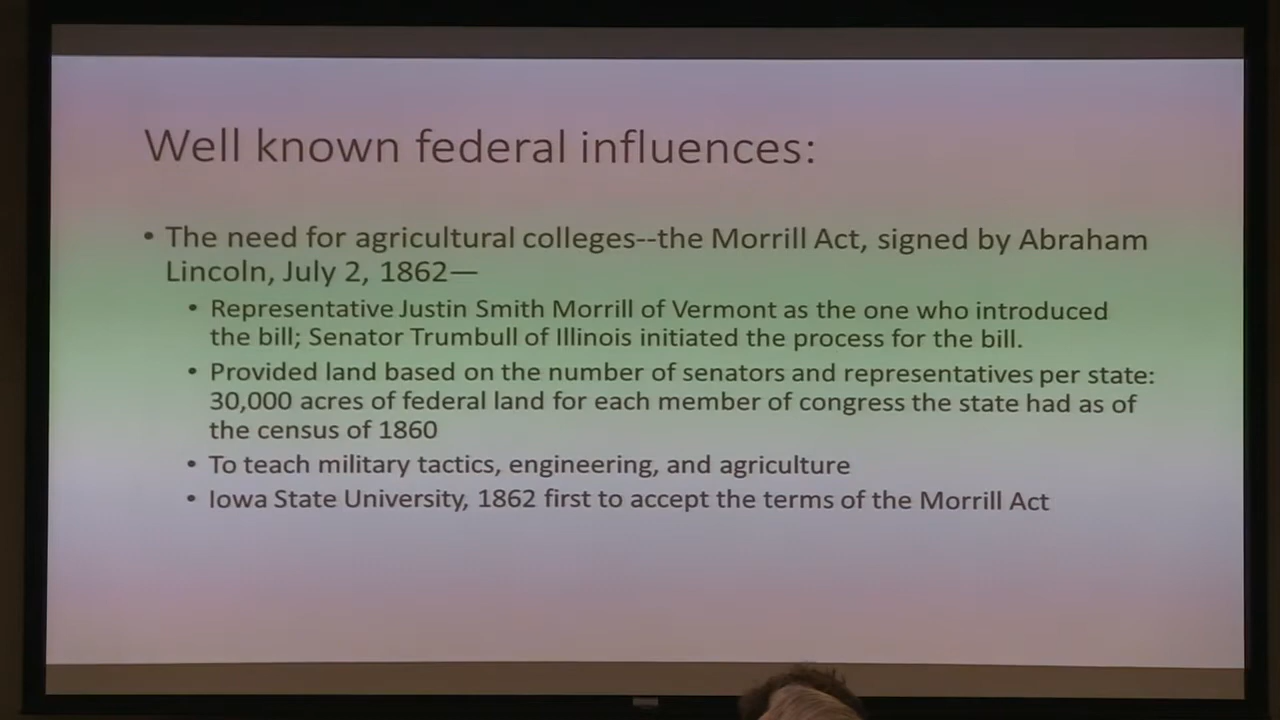 Well known federal influences:
• The need for agricultural colleges--the Morrill Act, signed by Abraham
Lincoln, July 2, 1862—
• Representative Justin Smith Morrill of Vermont as the one who introduced
the bill; Senator Trumbull of Illinois initiated the process for the bill.
• Provided land based on the number of senators and representatives per state:
30,000 acres of federal land for each member of congress the state had as of
the census of 1860
• To teach military tactics, engineering, and agriculture
• Iowa State University, 1862 first to accept the terms of the Morrill Act